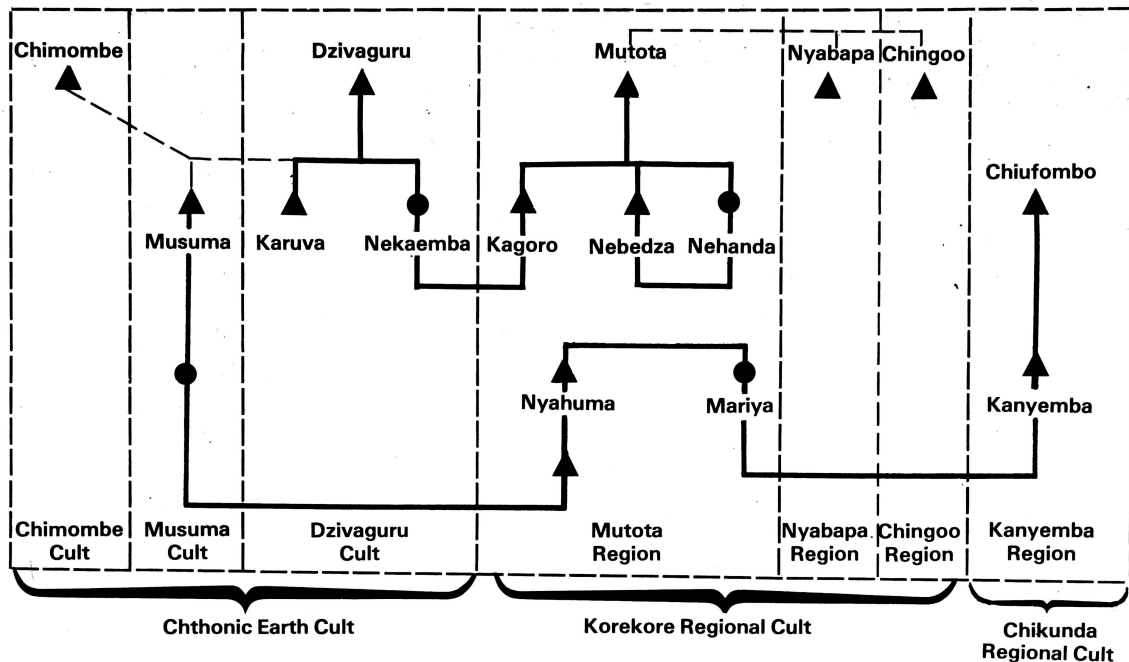 Chimombe
Dzivaguru
Mutota
Nyabapa
Chingoo
Chiufombo
Musuma
Karuva
Nekaemba
Kagoro
Nebedza
Nehanda
Nyahuma
Mariya
Kanyemba
Chimombe
Cult
Musuma
Cult
Dzivaguru
Cult
Mutota
Region
Nyabapa
Region
Chingoo
Region
Kanyemba
Region
Chthonic Earth Cult
Korekore Regional Cult
Chikunda
Regional Cult